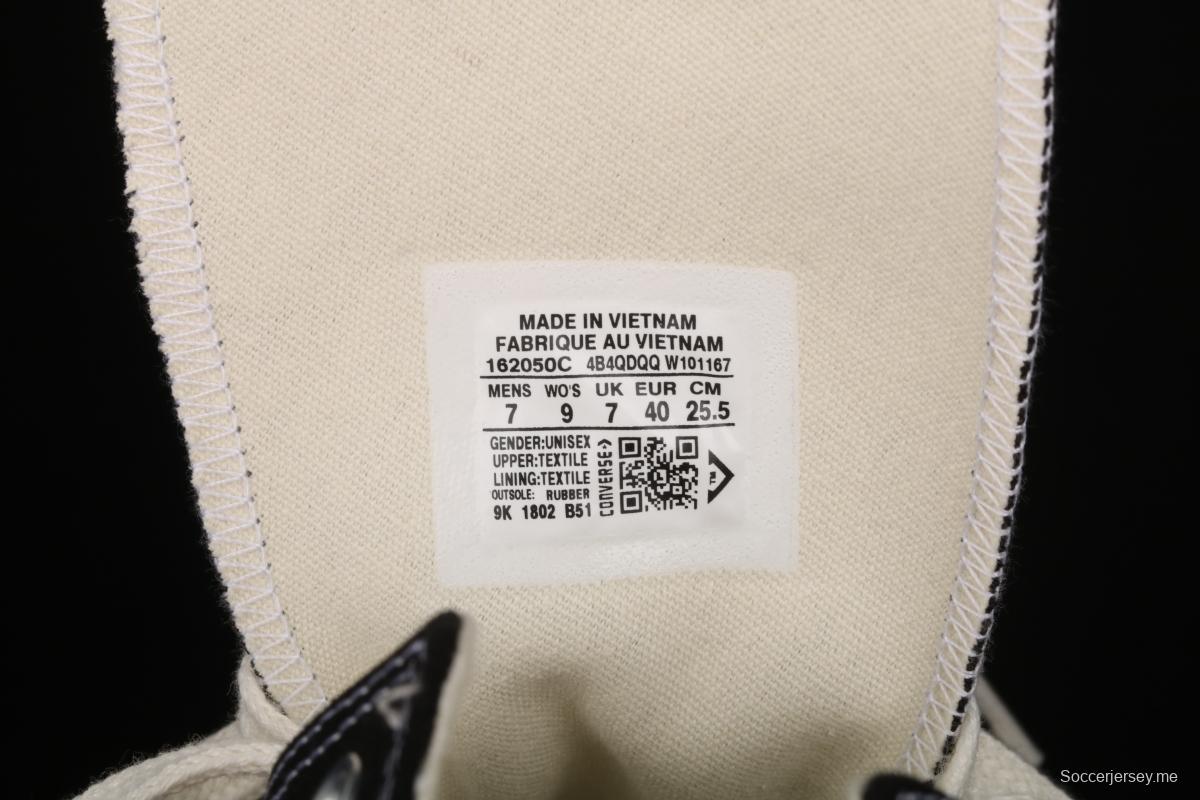 MADE IN VIETNAM
FABRIQUE AU VIETNAM
162050C 4B4QDQQ W101167
MENS WO'S UK EUR CM
7 9 7 40 25.5
GENDER:UNISEX
UPPER:TEXTILE
LINING:TEXTILE
OUTSOLE: RUBBER
9K 1802 B51
CONVERSE>
Soccerjersey.me